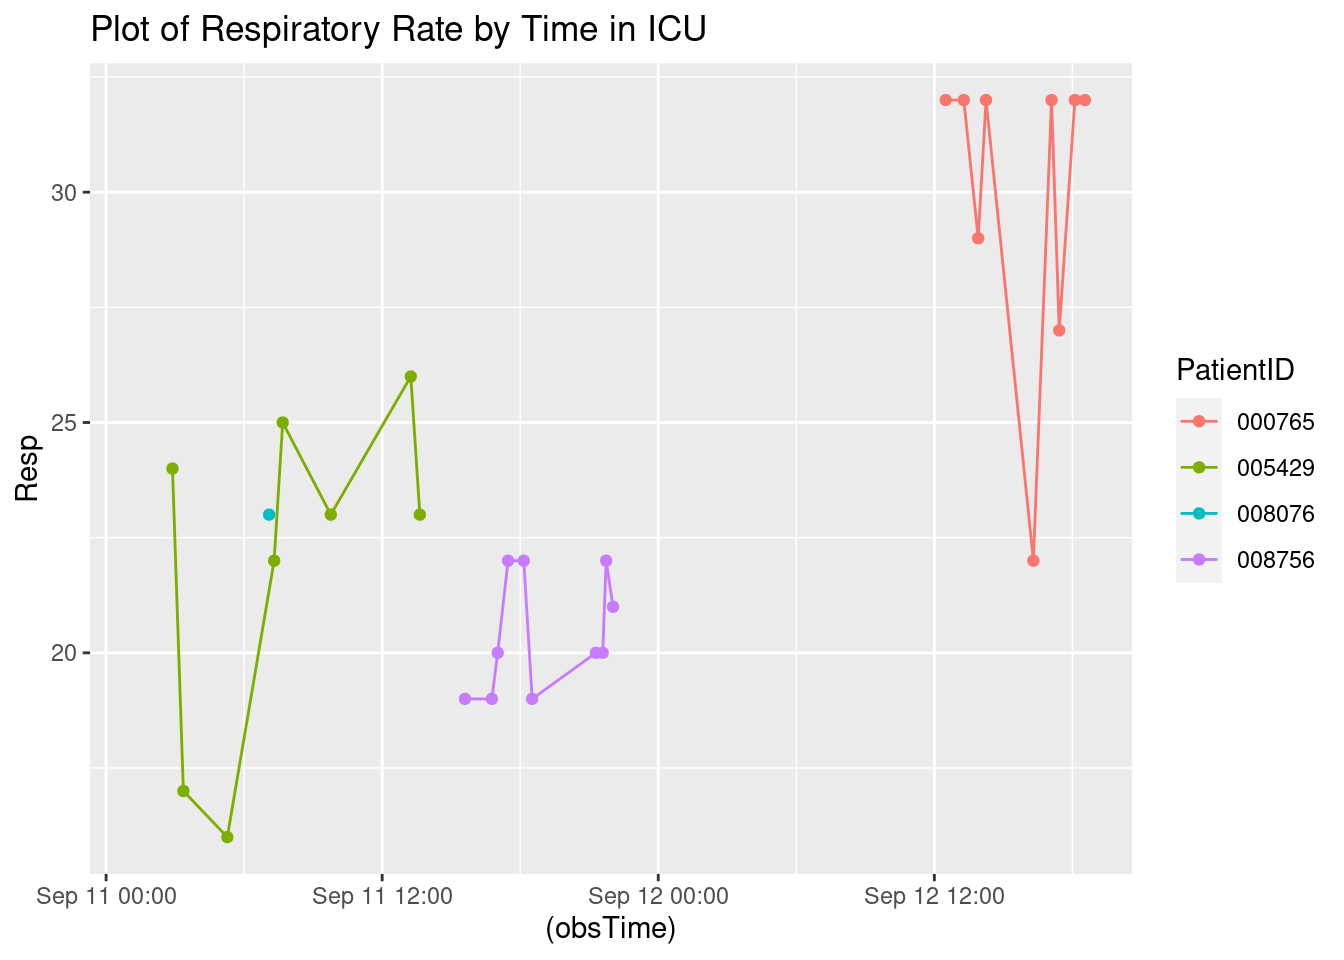 Plot of Respiratory Rate by Time in ICU
30
25
20
Resp
Sep 11 00:00
Sep 11 12:00
Sep 12 00:00
Sep 12 12:00
(obsTime)
PatientID
000765
005429
008076
008756